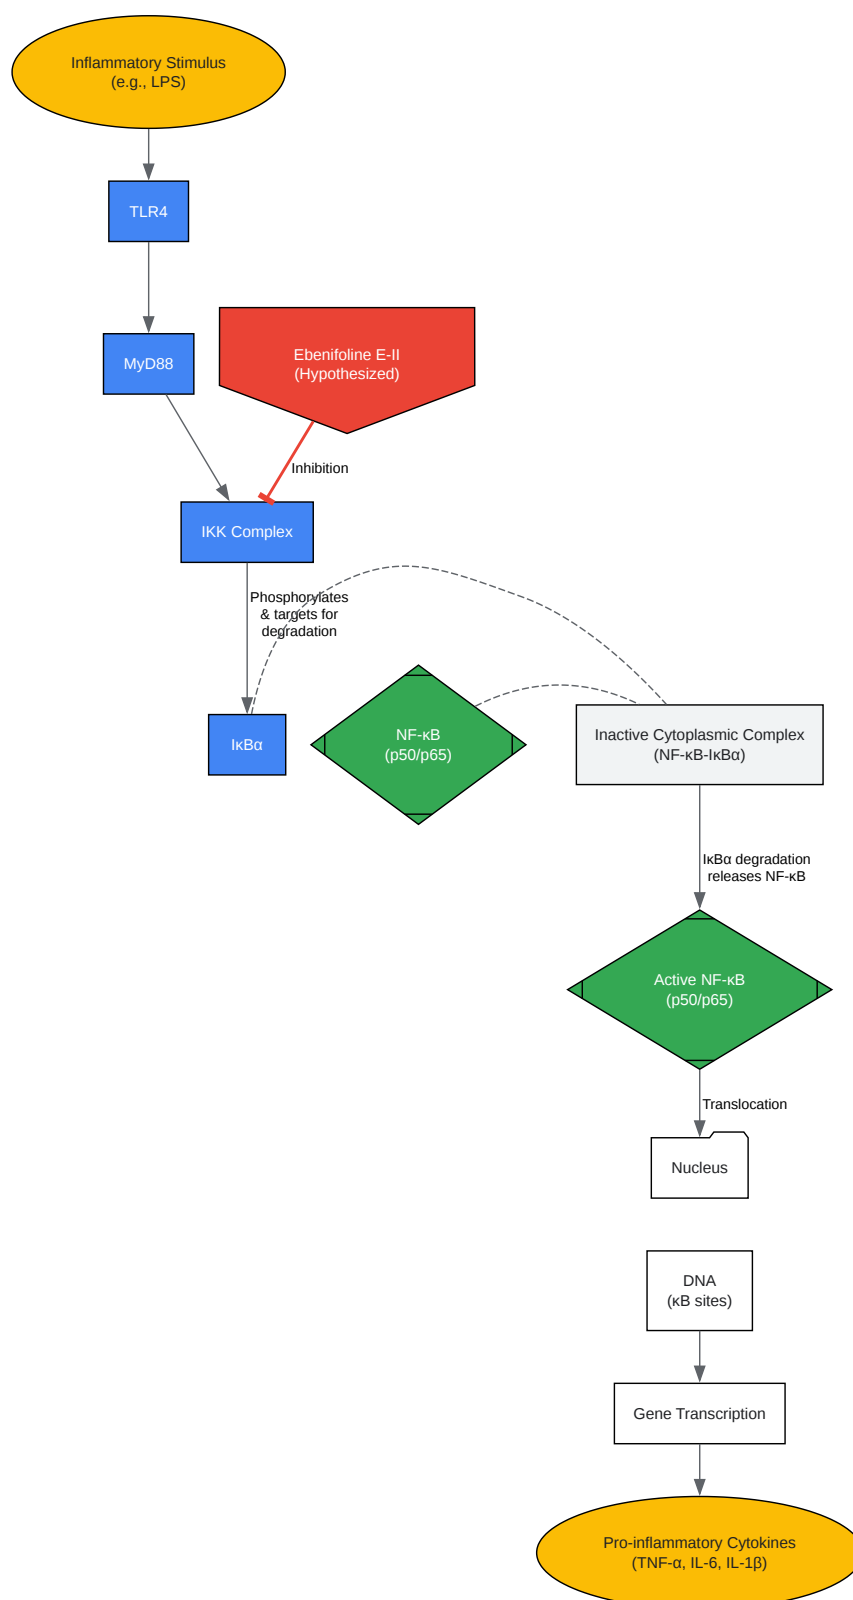 Inflammatory Stimulus
(e.g., LPS)
TLR4
MyD88
Ebenifoline E-II
(Hypothesized)
Inhibition
IKK Complex
Phosphorylates
& targets for
degradation
IκBα
NF-κB
(p50/p65)
Inactive Cytoplasmic Complex
(NF-κB-IκBα)
IκBα degradation
releases NF-κB
Active NF-κB
(p50/p65)
Translocation
Nucleus
DNA
(κB sites)
Gene Transcription
Pro-inflammatory Cytokines
(TNF-α, IL-6, IL-1β)